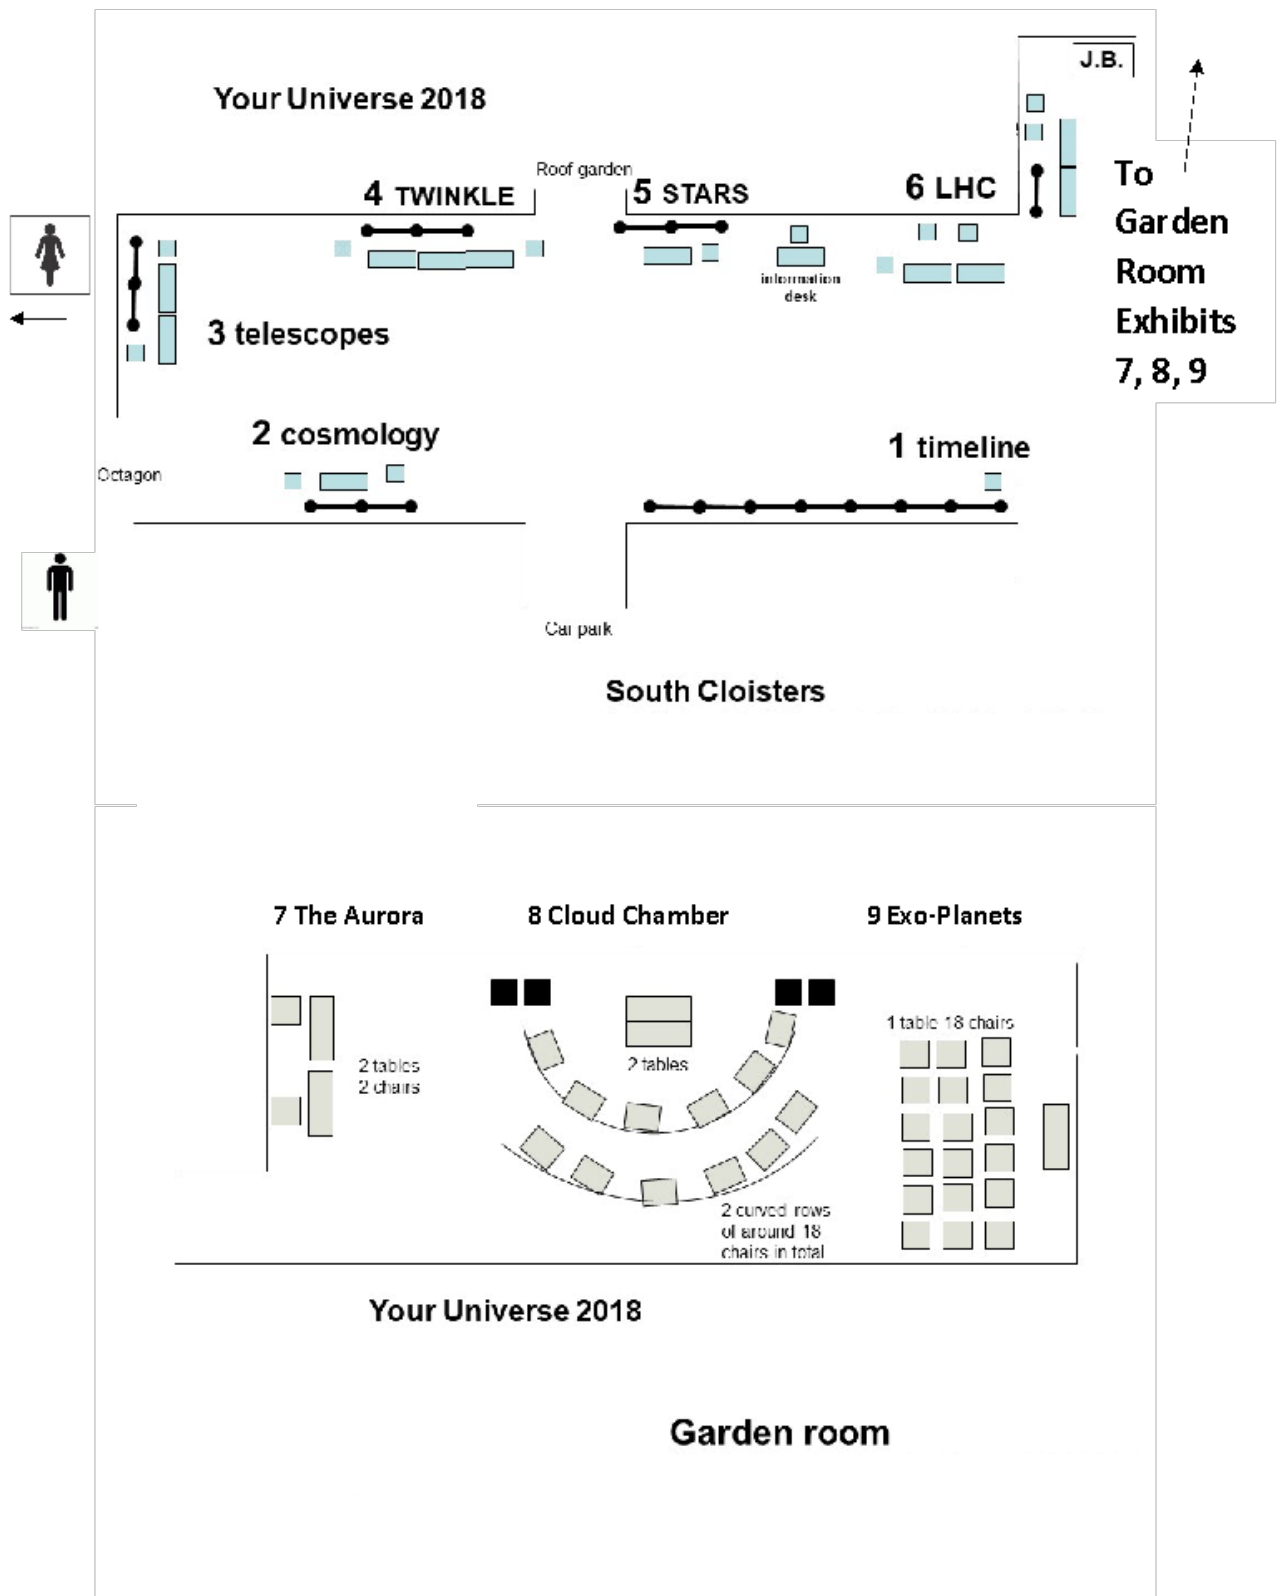 J.B.
Your Universe 2018
Roof garden
To
Garden
Room
Exhibits
7, 8, 9
4 TWINKLE
5 STARS
6 LHC
information
desk
3 telescopes
2 cosmology
1 timeline
Octagon
Car park
South Cloisters
7 The Aurora
8 Cloud Chamber
9 Exo-Planets
1 table 18 chairs
2 tables
2 chairs
2 tables
2 curved rows
of around 18
chairs in total
Your Universe 2018
Garden room